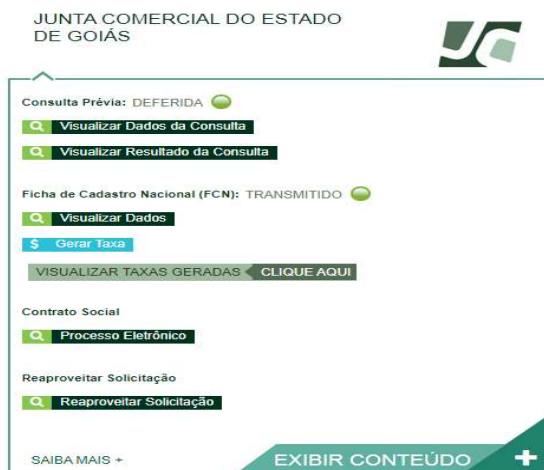 JUNTA COMERCIAL DO ESTADO
DE GOIÁS
JC
Consulta Prévia: DEFERIDA
Visualizar Dados da Consulta
Visualizar Resultado da Consulta
Ficha de Cadastro Nacional (FCN): TRANSMITIDO
Visualizar Dados
$ Gerar Taxa
VISUALIZAR TAXAS GERADAS CLIQUE AQUI
Contrato Social
Processo Eletrônico
Reaproveitar Solicitação
Reaproveitar Solicitação
SAIBA MAIS +
EXIBIR CONTEÚDO +